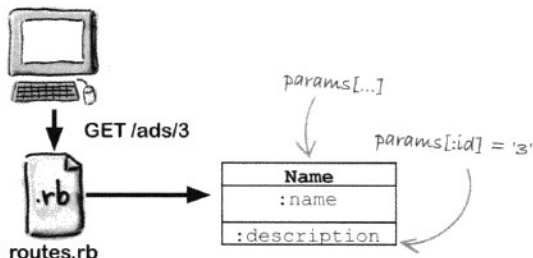 params[...]
params[:id] = '3'
GET /ads/3
Name
:name
.rb
:description
routes.rb